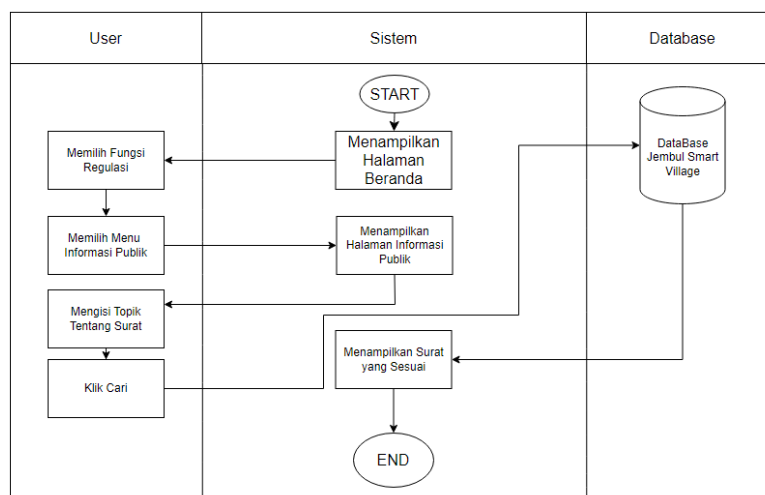 User
Sistem
Database
START
Menampilkan
Halaman
Beranda
Memilih Fungsi
Regulasi
DataBase
Jembul Smart
Village
Memilih Menu
Informasi Publik
Menampilkan
Halaman Informasi
Publik
Mengisi Topik
Tentang Surat
Klik Cari
Menampilkan Surat
yang Sesuai
END